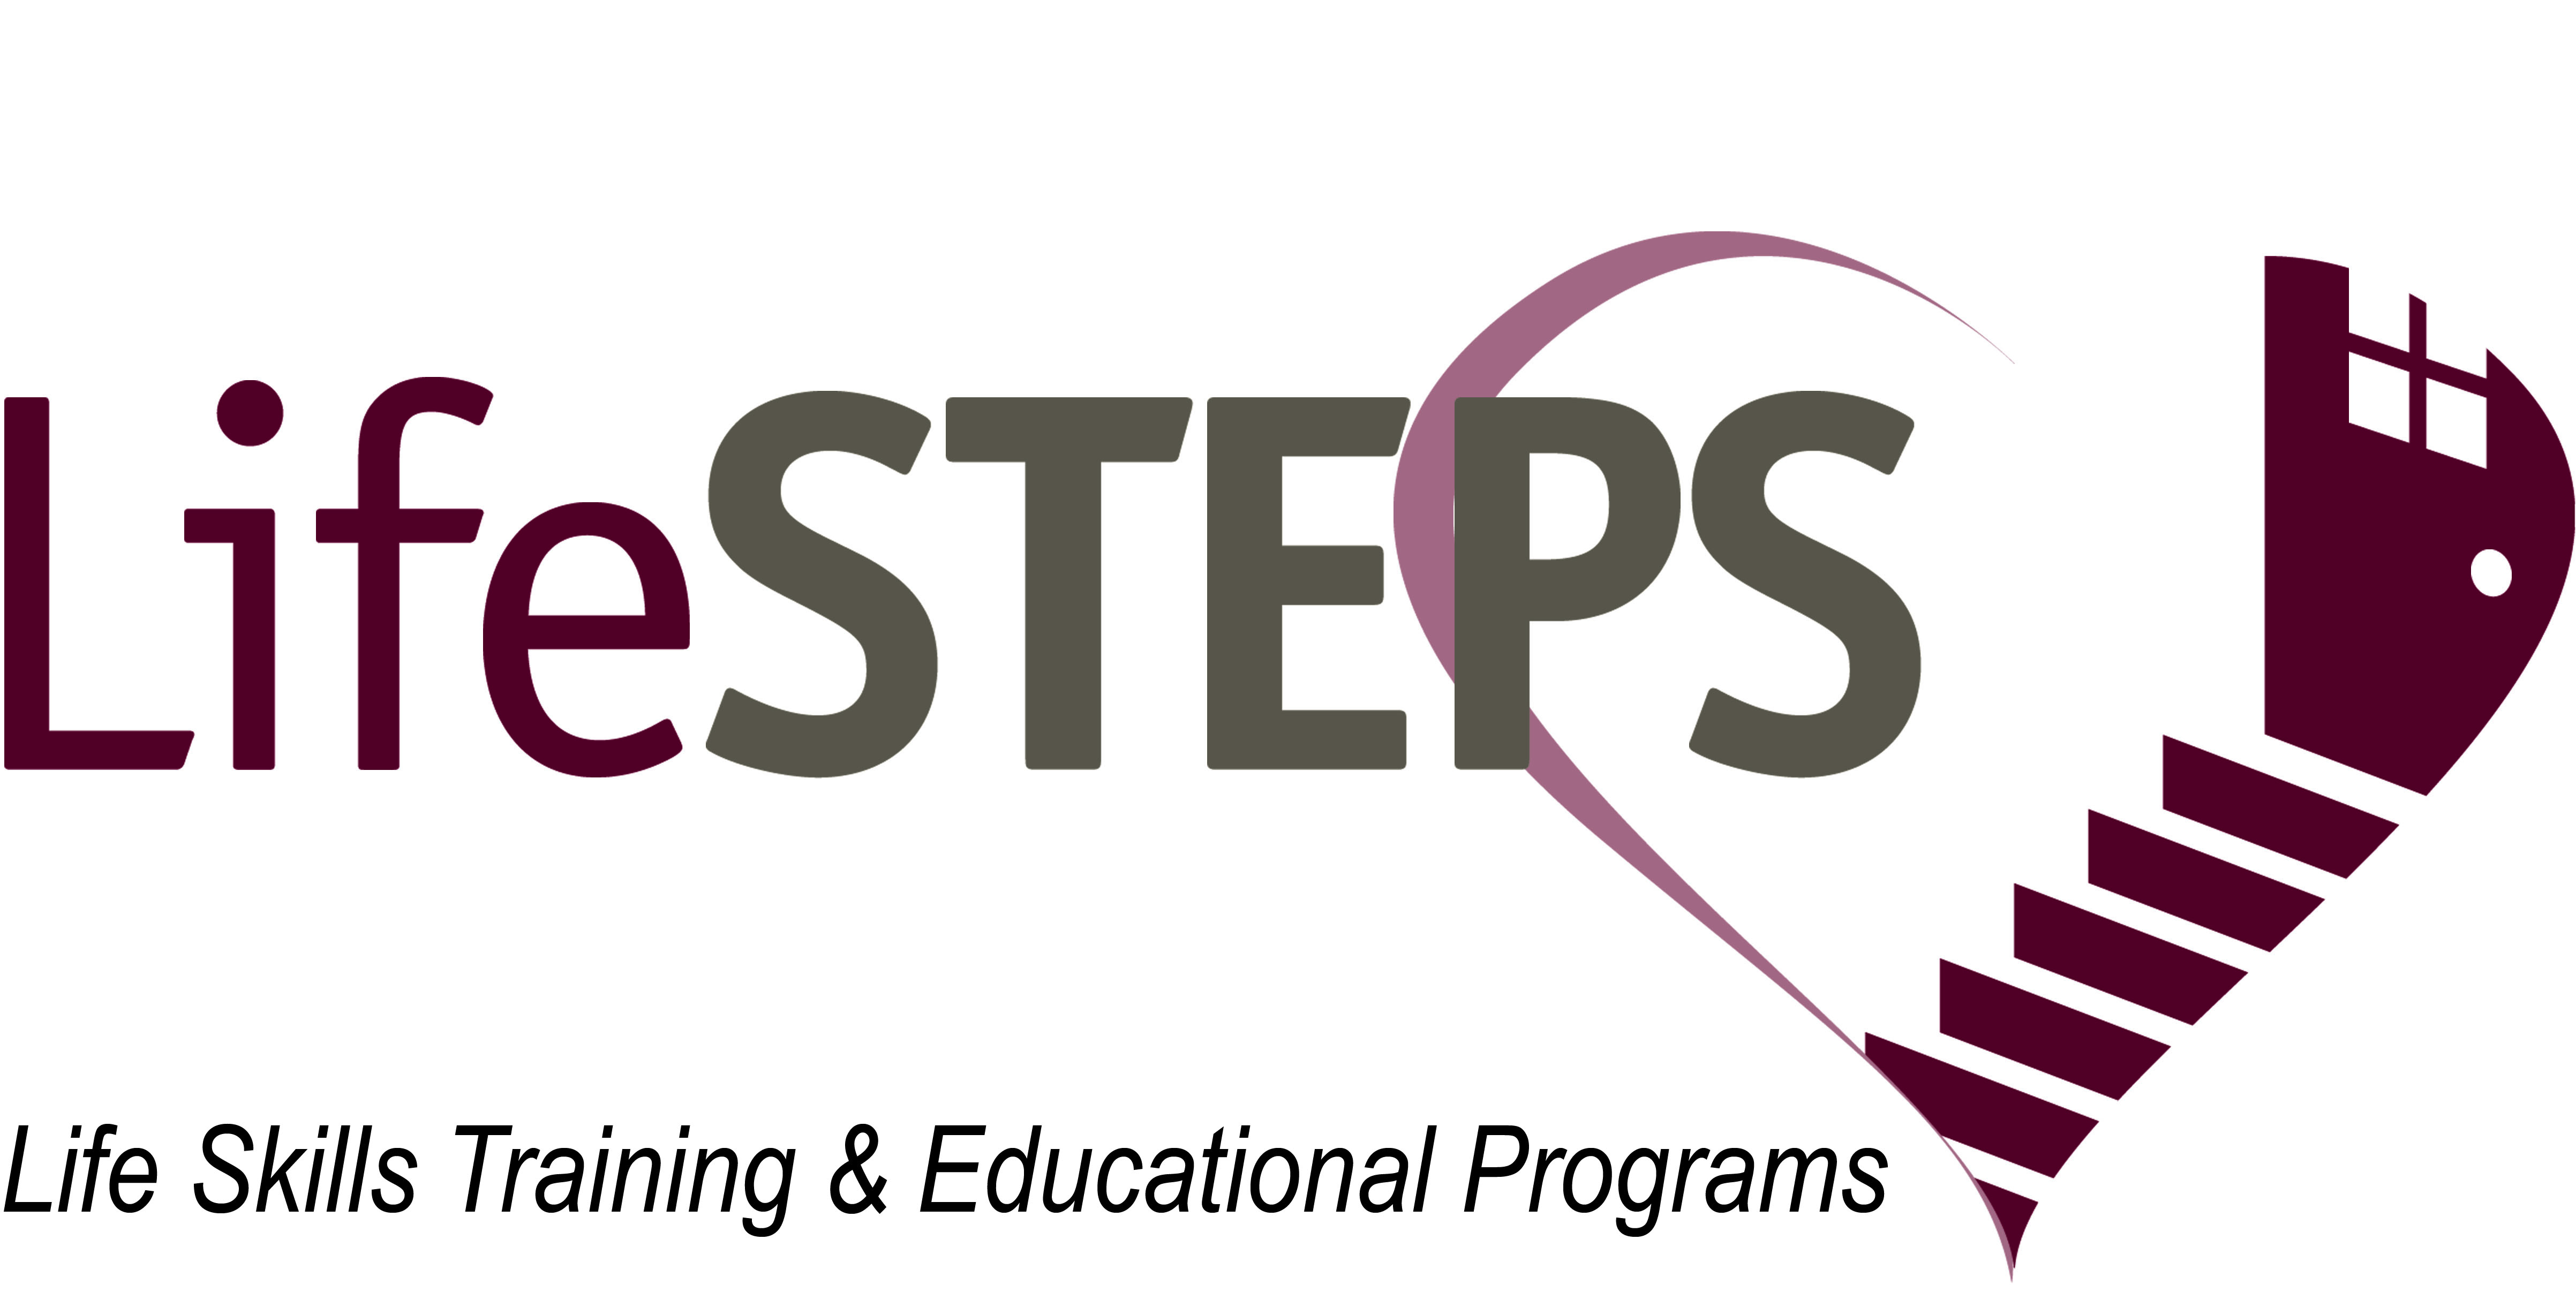 LifeSTEPS
Life Skills Training & Educational Programs